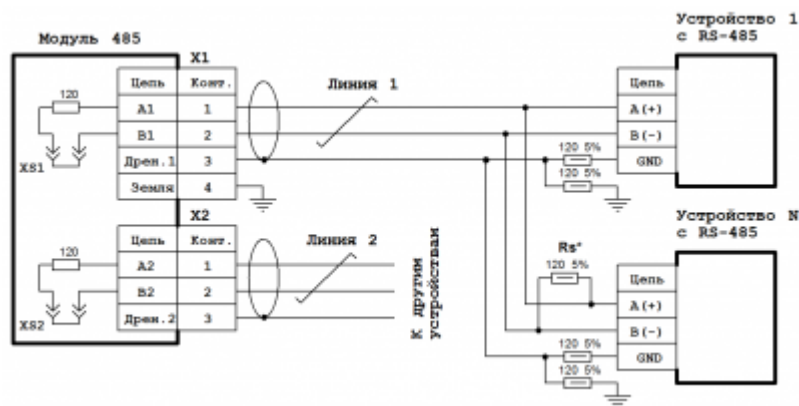 Модуль 485
X1
Цепь Конт.
120
A1 1
B1 2
Дрен.1 3
Земля 4
XS1
Линия 1
Устройство 1
с RS-485
Цепь
A(+)
B(-)
120 5%
GND
120 5%
X2
Цепь Конт.
120
A2 1
B2 2
Дрен.2 3
XS2
Линия 2
К другим
устройствам
Устройство N
с RS-485
Rs*
120 5%
Цепь
A(+)
B(-)
120 5%
GND
120 5%